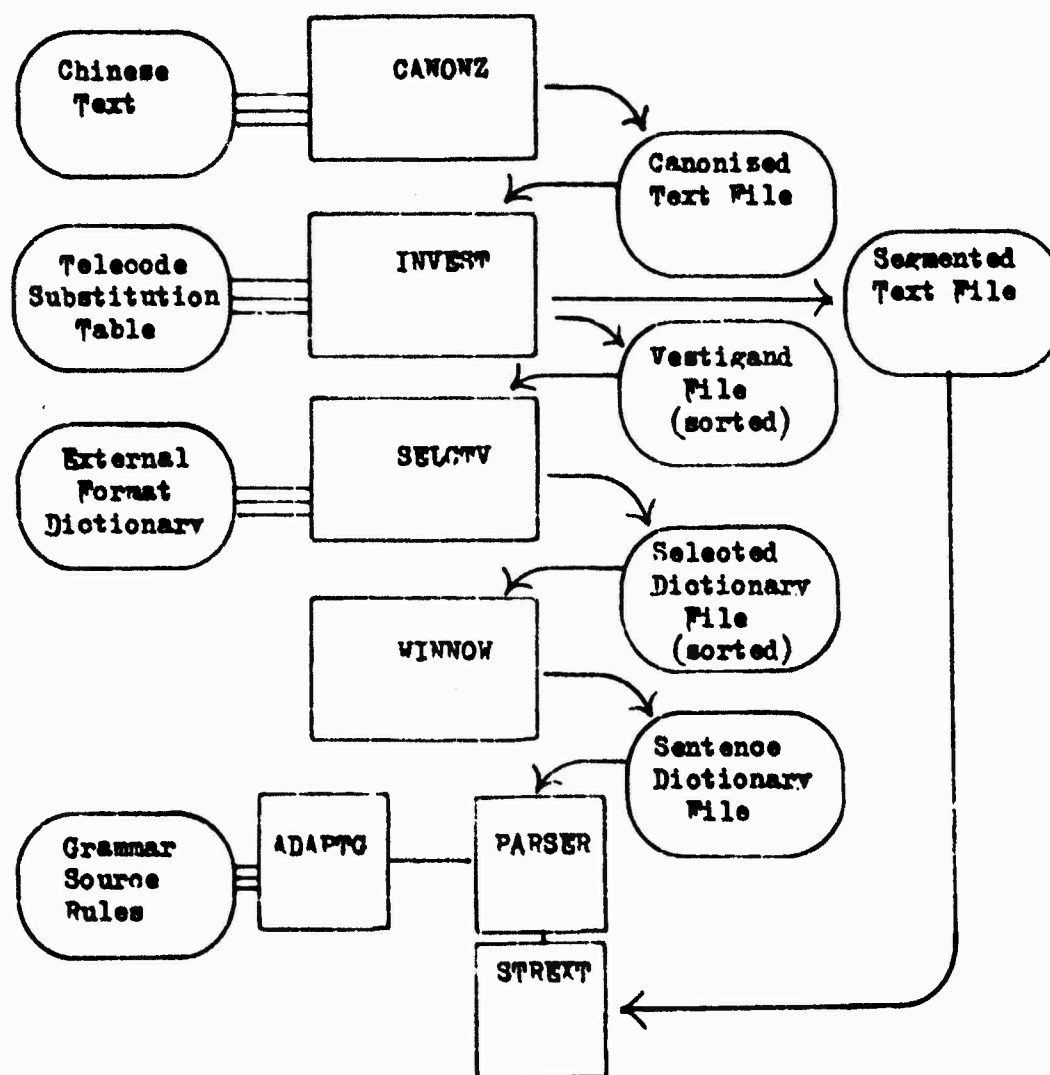 Chinese
Text
CANONZ
Canonized
Text File
Telecode
Substitution
Table
INVEST
Segmented
Text File
Vestigand
File
(sorted)
External
Format
Dictionary
SELCTV
Selected
Dictionary
File
(sorted)
WINNOW
Sentence
Dictionary
File
Grammar
Source
Rules
ADAPTG
PARSER
STREXT